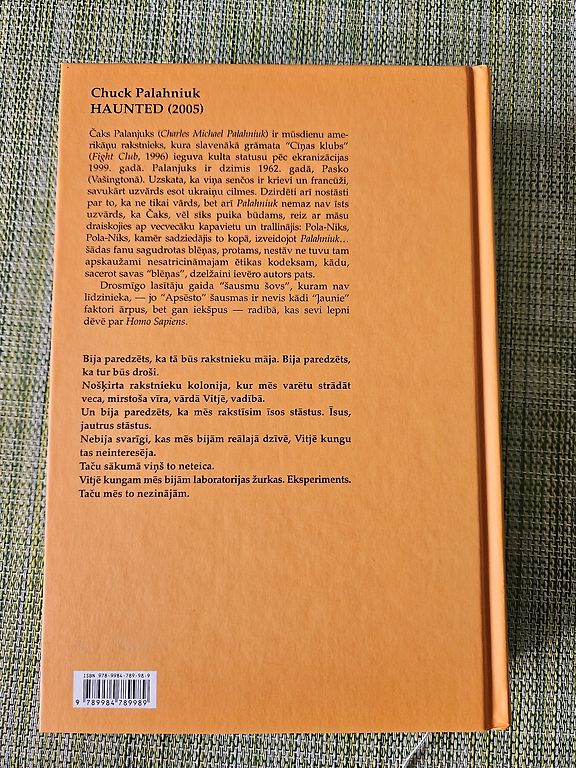 Chuck Palahniuk
HAUNTED (2005)
Čaks Palanjuks (Charles Michael Palahniuk) ir mūsdienu ame-
rikāņu rakstnieks, kura slavenākā grāmata “Cīņas klubs”
(Fight Club, 1996) ieguva kulta statusu pēc ekranizācijas
1999. gadā. Palanjuks ir dzimis 1962. gadā, Pasko
(Vašingtonā). Uzskata, ka viņa senčos ir krievi un francūži,
savukārt uzvārds esot ukraiņu cilmes. Dzirdēti arī nostāsti
par to, ka ne tikai vārds, bet arī Palahniuk nemaz nav īsts
uzvārds, ka Čaks, vēl sīks puika būdams, reiz ar māsu
draiskojies ap vecvecāku kapavietu un trallinājis: Pola-Niks,
Pola-Niks, kamēr sadziedājis to kopā, izveidojot Palahniuk...
šādas fanu sagudrotas blēņas, protams, nestāv ne tuvu tam
apskaužami nesatricināmajam ētikas kodeksam, kādu,
sacerot savas “blēņas”, dzelžaini ievēro autors pats.
Drosmīgo lasītāju gaida “šausmu šovs”, kuram nav
līdzinieka, — jo “Apsēsto” šausmas ir nevis kādi “ļaunie”
faktori ārpus, bet gan iekšpus — radībā, kas sevi lepni
dēvē par Homo Sapiens.
Bija paredzēts, ka tā būs rakstnieku māja. Bija paredzēts,
ka tur būs droši.
Nošķirta rakstnieku kolonija, kur mēs varētu strādāt
veca, mirstoša vīra, vārdā Vitjē, vadībā.
Un bija paredzēts, ka mēs rakstīsim īsos stāstus. Īsus,
jautrus stāstus.
Nebija svarīgi, kas mēs bijām reālajā dzīvē, Vitjē kungu
tas neinteresēja.
Taču sākumā viņš to neteica.
Vitjē kungam mēs bijām laboratorijas žurkas. Eksperiments.
Taču mēs to nezinājām.
ISBN 978-9984-789-98-9
9 789984 789989